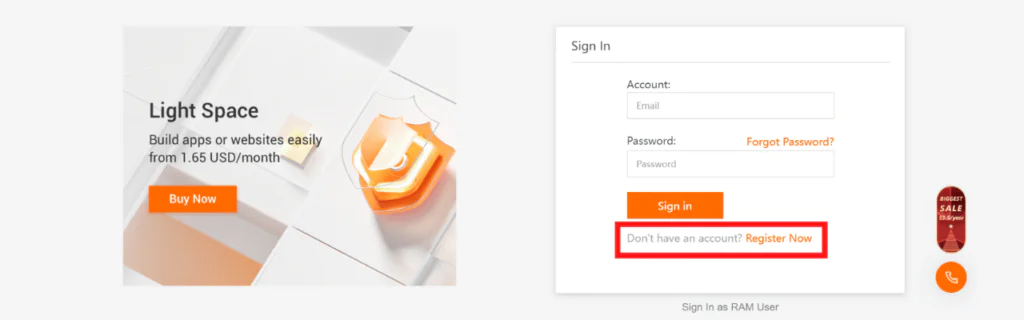 Light Space
Build apps or websites easily
from 1.65 USD/month
Buy Now
Sign In
Account:
Email
Password:
Forgot Password?
Password
Sign in
Don't have an account? Register Now
Sign In as RAM User
BIGGEST
SALE